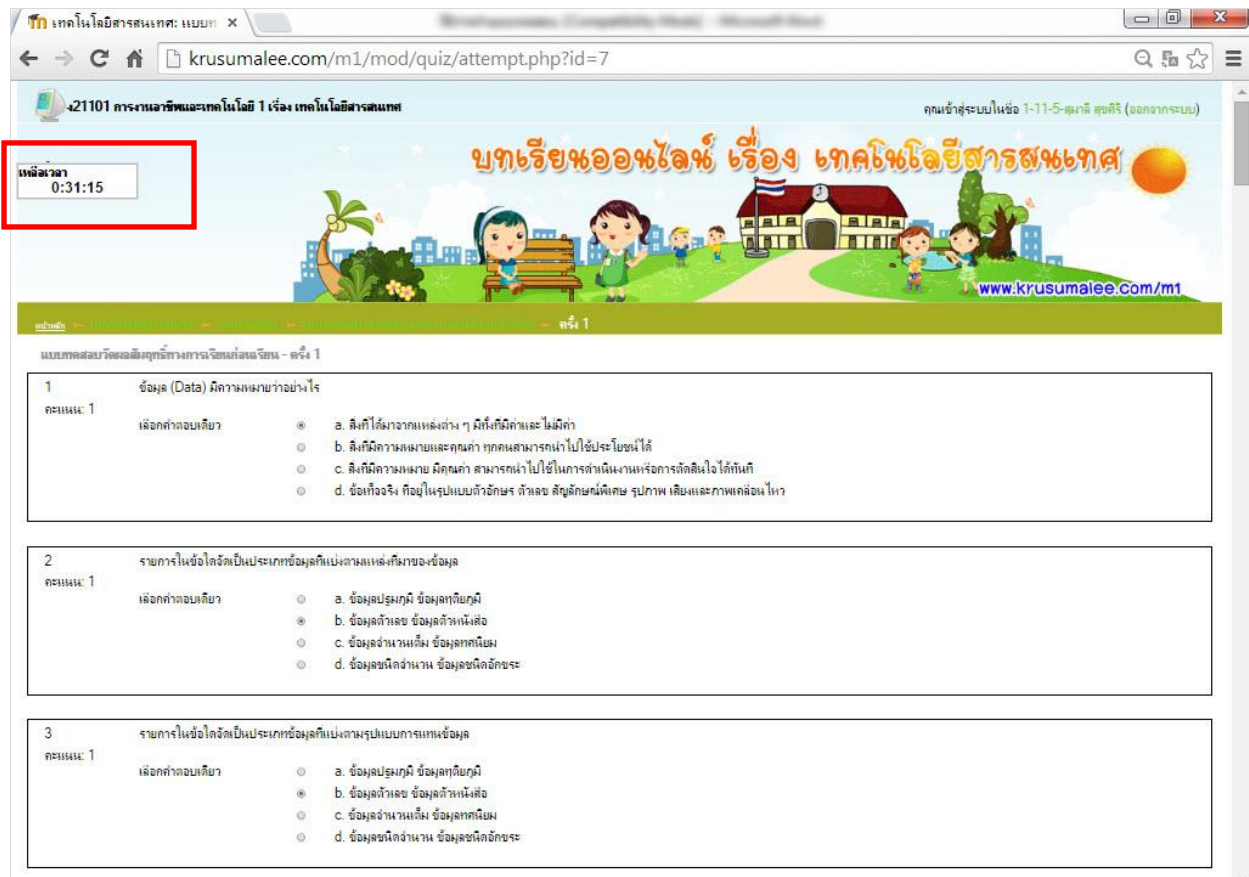 เทคโนโลยีสารสนเทศ: แบบท
krusumalee.com/m1/mod/quiz/attempt.php?id=7
ง21101 การงานอาชีพและเทคโนโลยี 1 เรื่อง เทคโนโลยีสารสนเทศ
คุณเข้าสู่ระบบในชื่อ 1-11-5-สุมาลี สุขศิริ (ออกจากระบบ)
เหลือเวลา
0:31:15
บทเรียนออนไลน์ เรื่อง เทคโนโลยีสารสนเทศ
www.krusumalee.com/m1
หน้าหลัก
ครั้ง 1
แบบทดสอบวัดผลสัมฤทธิ์ทางการเรียนก่อนเรียน - ครั้ง 1
1 ข้อมูล (Data) มีความหมายว่าอย่างไร
คะแนน: 1
เลือกคำตอบเดียว a. สิ่งที่ได้มาจากแหล่งต่าง ๆ มีทั้งที่มีค่าและไม่มีค่า
b. สิ่งที่มีความหมายและคุณค่า ทุกคนสามารถนำไปใช้ประโยชน์ได้
c. สิ่งที่มีความหมาย มีคุณค่า สามารถนำไปใช้ในการดำเนินงานหรือการตัดสินใจได้ทันที
d. ข้อเท็จจริง ที่อยู่ในรูปแบบตัวอักษร ตัวเลข สัญลักษณ์พิเศษ รูปภาพ เสียงและภาพเคลื่อนไหว
2 รายการในข้อใดจัดเป็นประเภทข้อมูลที่แบ่งตามแหล่งที่มาของข้อมูล
คะแนน: 1
เลือกคำตอบเดียว a. ข้อมูลปฐมภูมิ ข้อมูลทุติยภูมิ
b. ข้อมูลตัวเลข ข้อมูลตัวหนังสือ
c. ข้อมูลจำนวนเต็ม ข้อมูลทศนิยม
d. ข้อมูลชนิดจำนวน ข้อมูลชนิดอักขระ
3 รายการในข้อใดจัดเป็นประเภทข้อมูลที่แบ่งตามรูปแบบการแทนข้อมูล
คะแนน: 1
เลือกคำตอบเดียว a. ข้อมูลปฐมภูมิ ข้อมูลทุติยภูมิ
b. ข้อมูลตัวเลข ข้อมูลตัวหนังสือ
c. ข้อมูลจำนวนเต็ม ข้อมูลทศนิยม
d. ข้อมูลชนิดจำนวน ข้อมูลชนิดอักขระ